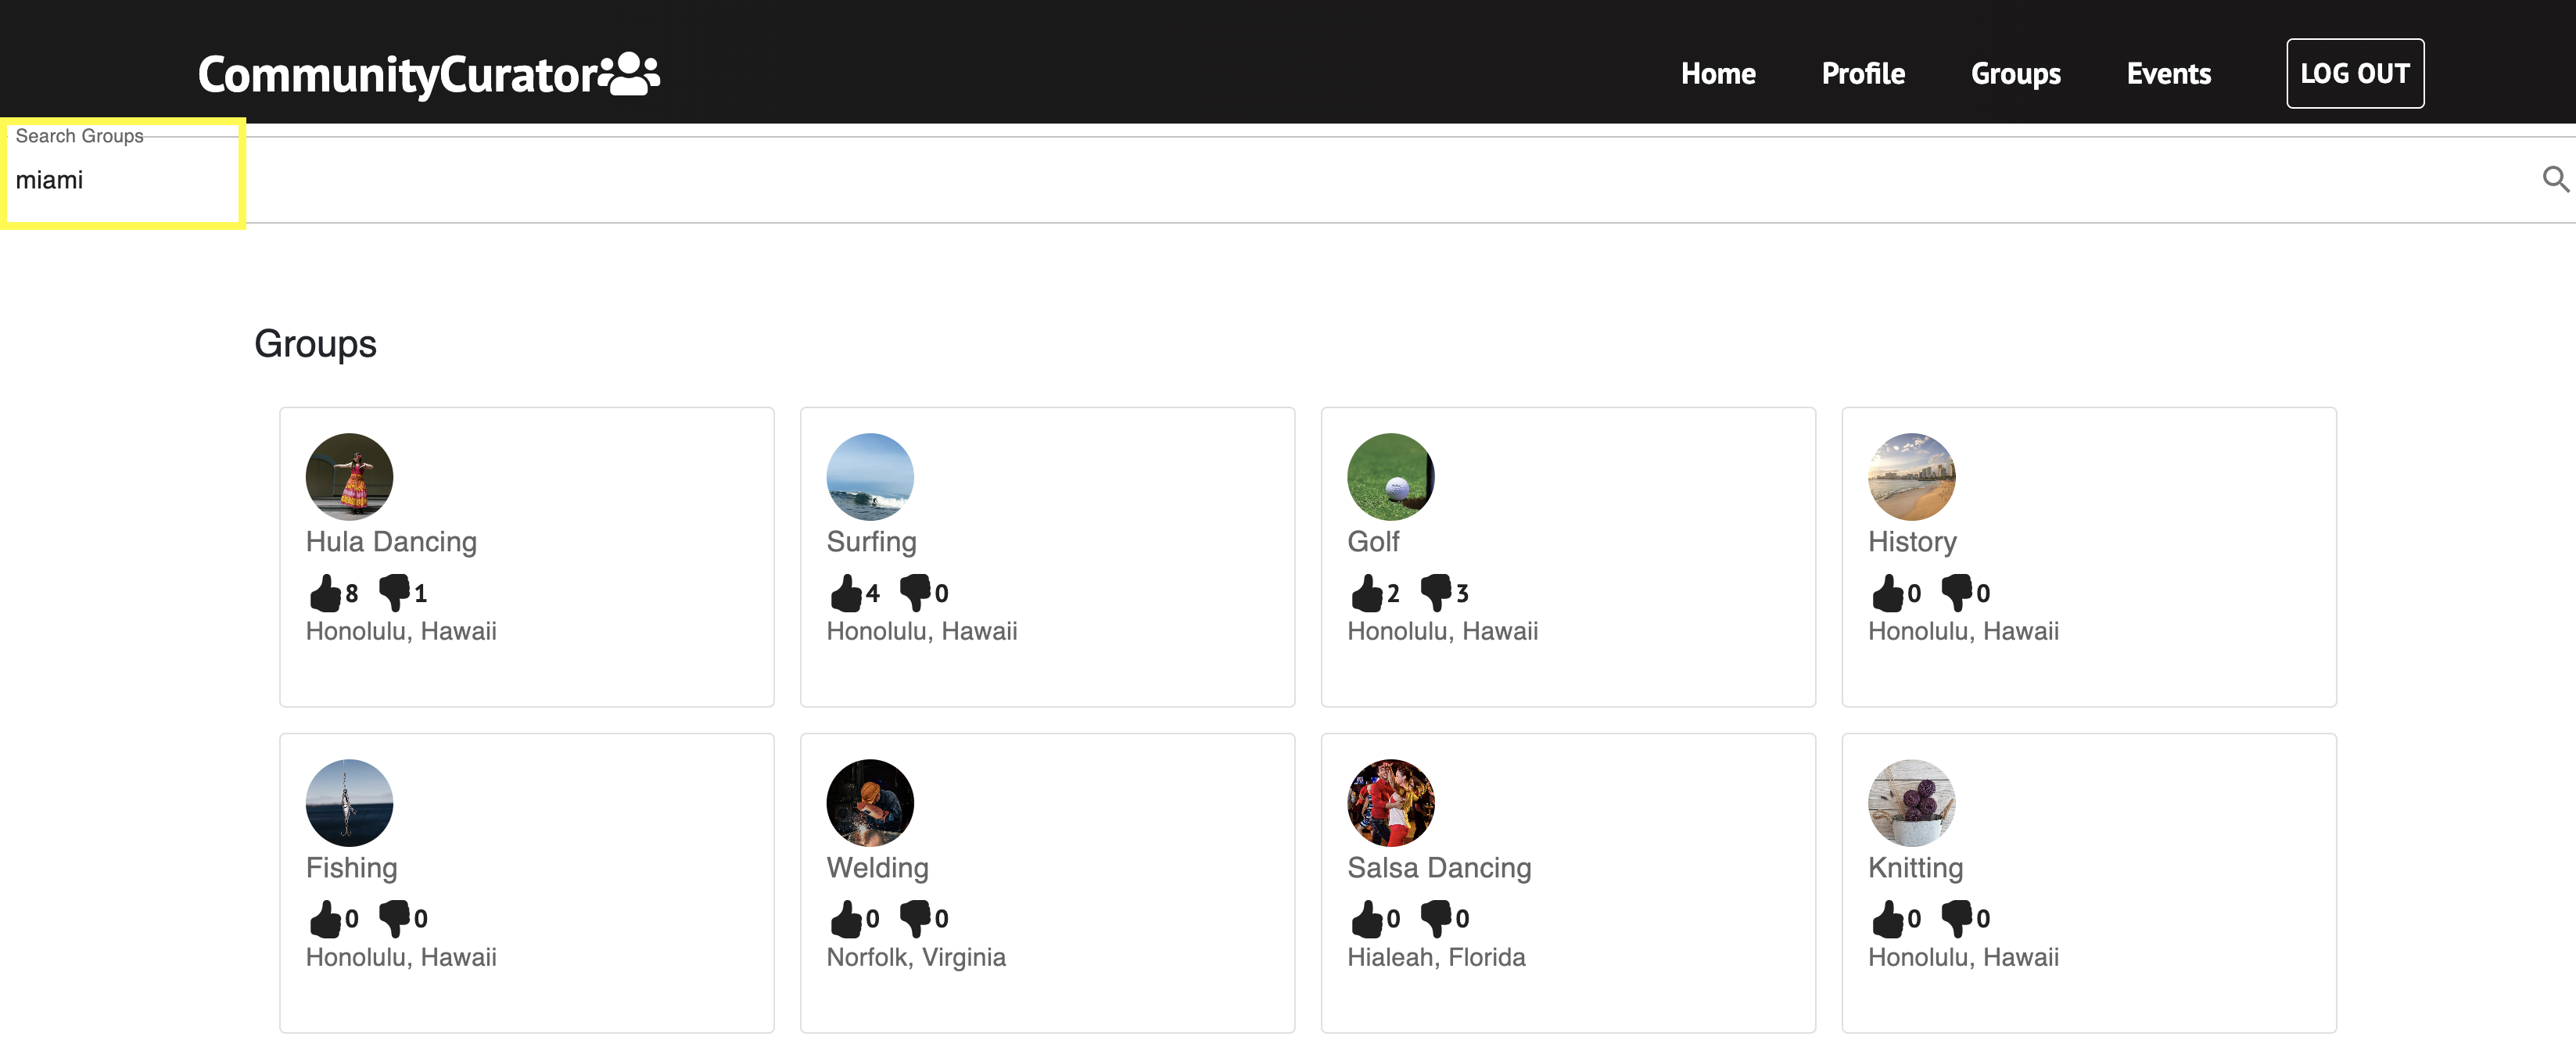 CommunityCurator
Home Profile Groups Events LOG OUT
Search Groups
miami
Groups
Hula Dancing
8 1
Honolulu, Hawaii
Surfing
4 0
Honolulu, Hawaii
Golf
2 3
Honolulu, Hawaii
History
0 0
Honolulu, Hawaii
Fishing
0 0
Honolulu, Hawaii
Welding
0 0
Norfolk, Virginia
Salsa Dancing
0 0
Hialeah, Florida
Knitting
0 0
Honolulu, Hawaii